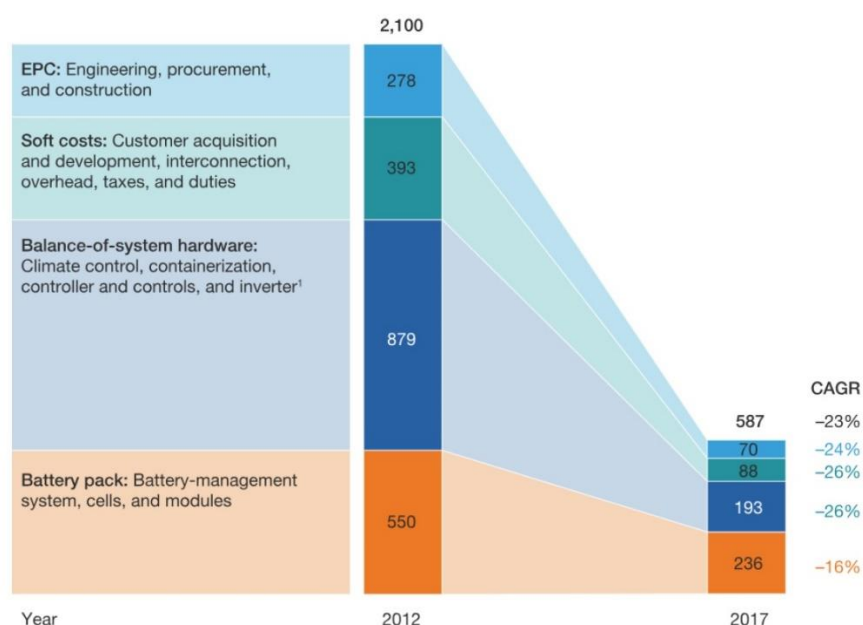 2,100
EPC: Engineering, procurement,
and construction
278
Soft costs: Customer acquisition
and development, interconnection,
overhead, taxes, and duties
393
Balance-of-system hardware:
Climate control, containerization,
controller and controls, and inverter¹
879
Battery pack: Battery-management
system, cells, and modules
550
CAGR
587 –23%
70 –24%
88 –26%
193 –26%
236 –16%
Year 2012 2017